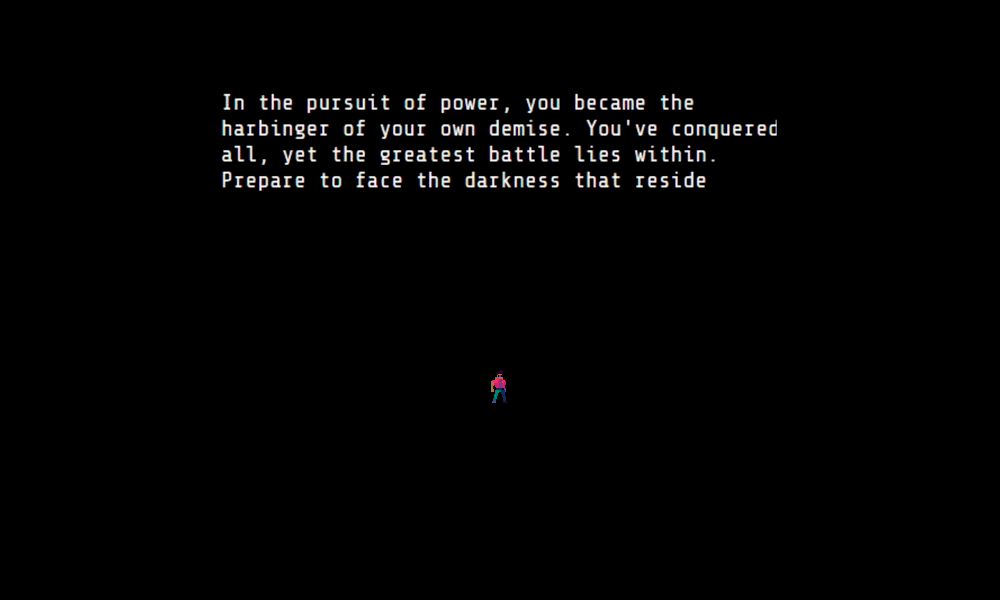 In the pursuit of power, you became the
harbinger of your own demise. You've conquered
all, yet the greatest battle lies within.
Prepare to face the darkness that reside